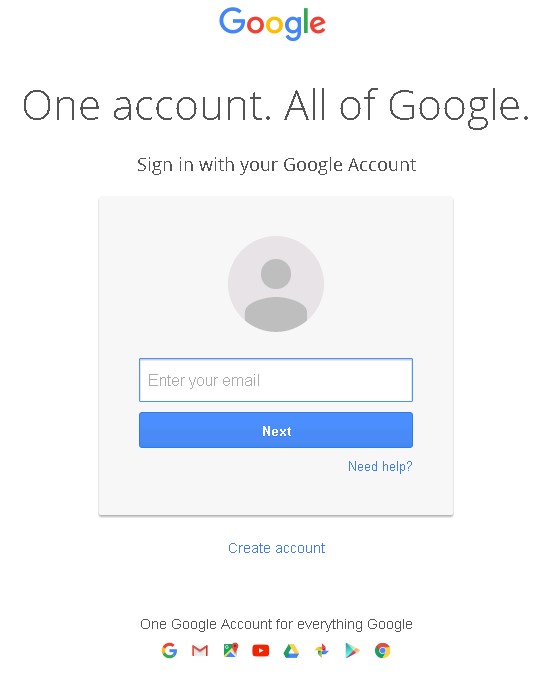 Google
One account. All of Google.
Sign in with your Google Account
Enter your email
Next
Need help?
Create account
One Google Account for everything Google